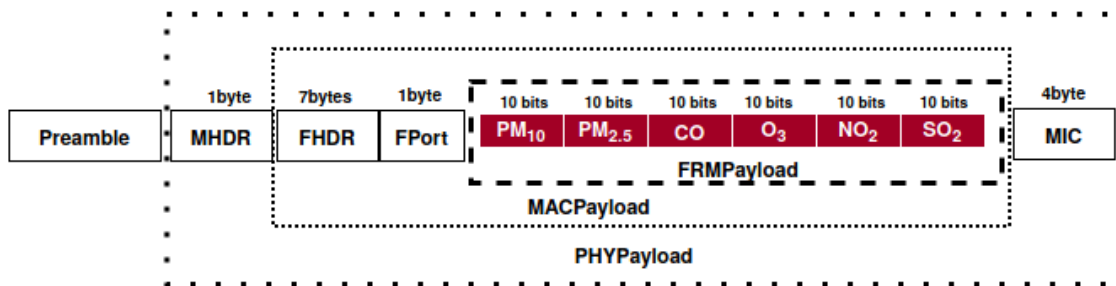 1byte 7bytes 1byte 10 bits 10 bits 10 bits 10 bits 10 bits 10 bits 4byte
Preamble MHDR FHDR FPort PM₁₀ PM₂.₅ CO O₃ NO₂ SO₂ MIC
FRMPayload
MACPayload
PHYPayload